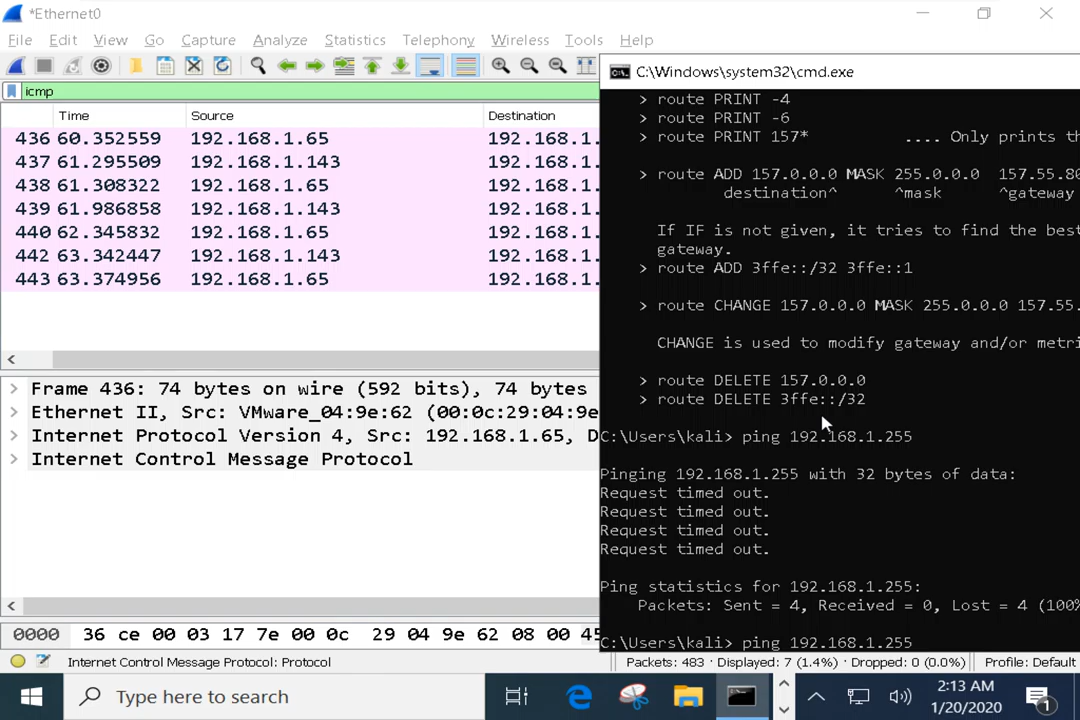 *Ethernet0
File Edit View Go Capture Analyze Statistics Telephony Wireless Tools Help
icmp
Time Source Destination
436 60.352559 192.168.1.65 192.168.1.
437 61.295509 192.168.1.143 192.168.1.
438 61.308322 192.168.1.65 192.168.1.
439 61.986858 192.168.1.143 192.168.1.
440 62.345832 192.168.1.65 192.168.1.
442 63.342447 192.168.1.143 192.168.1.
443 63.374956 192.168.1.65 192.168.1.
Frame 436: 74 bytes on wire (592 bits), 74 bytes
Ethernet II, Src: VMware_04:9e:62 (00:0c:29:04:9e
Internet Protocol Version 4, Src: 192.168.1.65, D
Internet Control Message Protocol
0000 36 ce 00 03 17 7e 00 0c 29 04 9e 62 08 00 45
Internet Control Message Protocol: Protocol
Packets: 483 · Displayed: 7 (1.4%) · Dropped: 0 (0.0%) Profile: Default
C:\Windows\system32\cmd.exe
> route PRINT -4
> route PRINT -6
> route PRINT 157* .... Only prints th
> route ADD 157.0.0.0 MASK 255.0.0.0 157.55.80
destination^ ^mask ^gateway
If IF is not given, it tries to find the best
gateway.
> route ADD 3ffe::/32 3ffe::1
> route CHANGE 157.0.0.0 MASK 255.0.0.0 157.55.
CHANGE is used to modify gateway and/or metri
> route DELETE 157.0.0.0
> route DELETE 3ffe::/32
C:\Users\kali> ping 192.168.1.255
Pinging 192.168.1.255 with 32 bytes of data:
Request timed out.
Request timed out.
Request timed out.
Request timed out.
Ping statistics for 192.168.1.255:
Packets: Sent = 4, Received = 0, Lost = 4 (100%
C:\Users\kali> ping 192.168.1.255
Type here to search
2:13 AM
1/20/2020
1